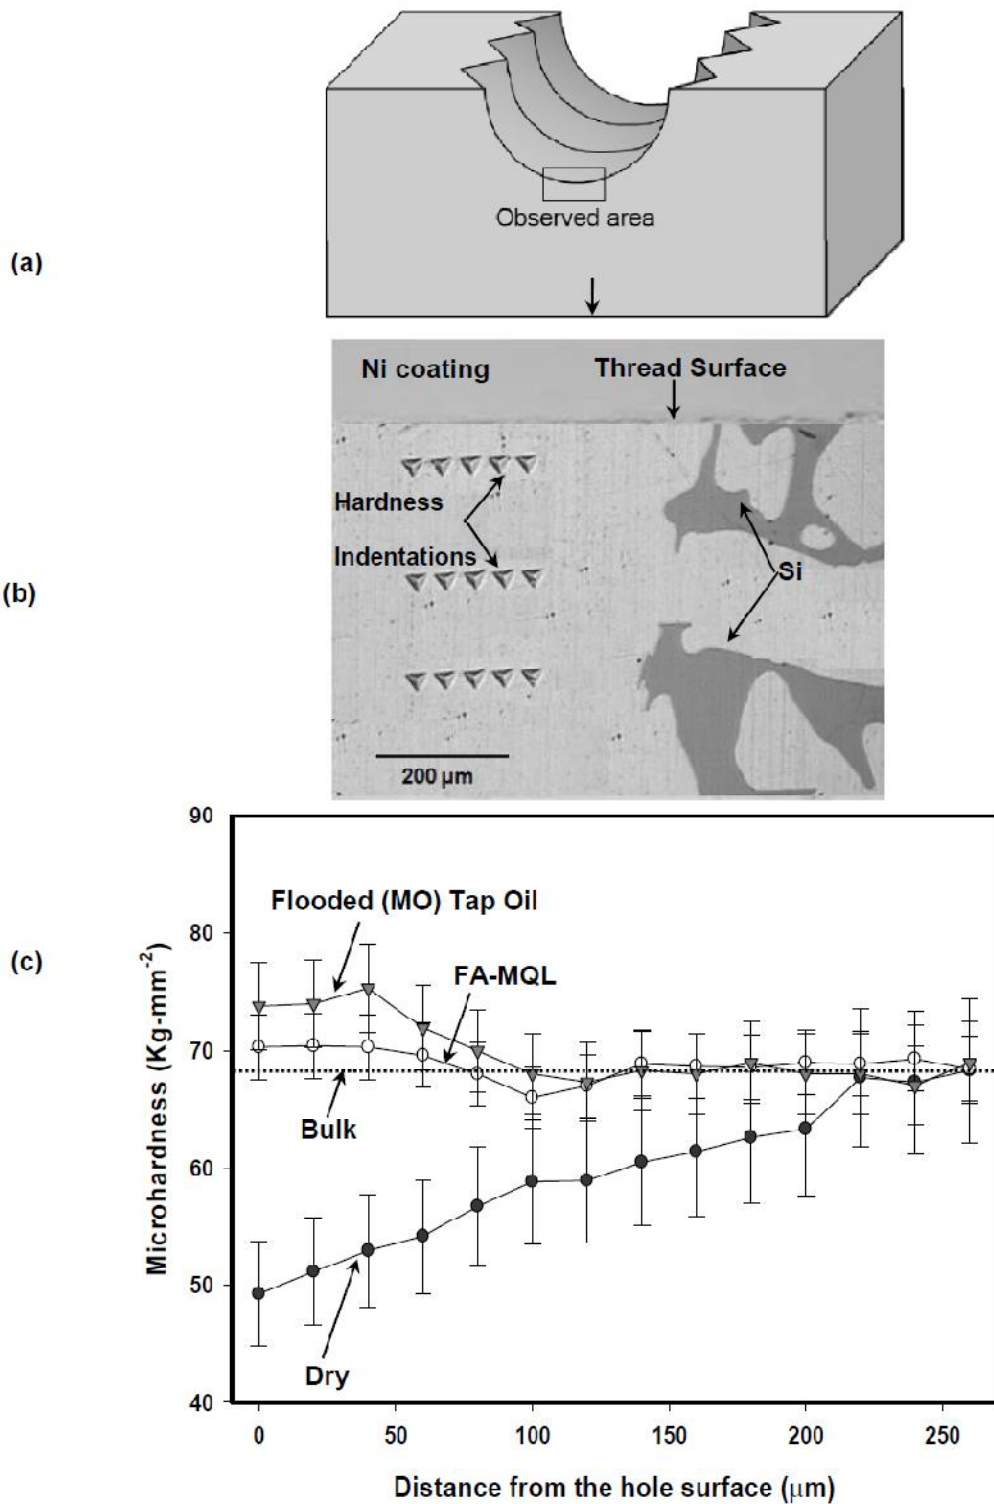 (a)
Observed area
(b)
Ni coating
Thread Surface
Hardness
Indentations
Si
200 µm
(c)
Microhardness (Kg-mm⁻²)
90
80
70
60
50
40
Flooded (MO) Tap Oil
FA-MQL
Bulk
Dry
0 50 100 150 200 250
Distance from the hole surface (µm)